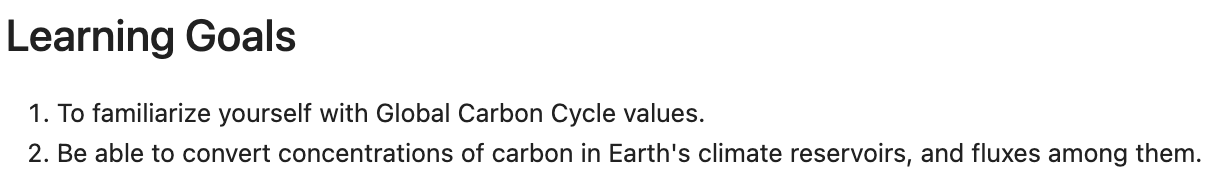 Learning Goals
1. To familiarize yourself with Global Carbon Cycle values.
2. Be able to convert concentrations of carbon in Earth's climate reservoirs, and fluxes among them.